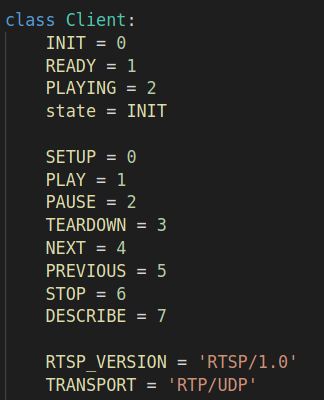 class Client:
    INIT = 0
    READY = 1
    PLAYING = 2
    state = INIT

    SETUP = 0
    PLAY = 1
    PAUSE = 2
    TEARDOWN = 3
    NEXT = 4
    PREVIOUS = 5
    STOP = 6
    DESCRIBE = 7

    RTSP_VERSION = 'RTSP/1.0'
    TRANSPORT = 'RTP/UDP'